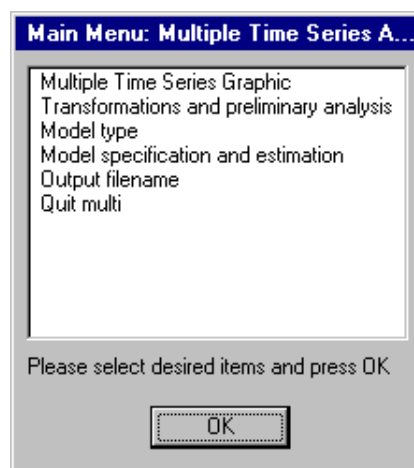 Main Menu: Multiple Time Series A...
Multiple Time Series Graphic
Transformations and preliminary analysis
Model type
Model specification and estimation
Output filename
Quit multi
Please select desired items and press OK
OK